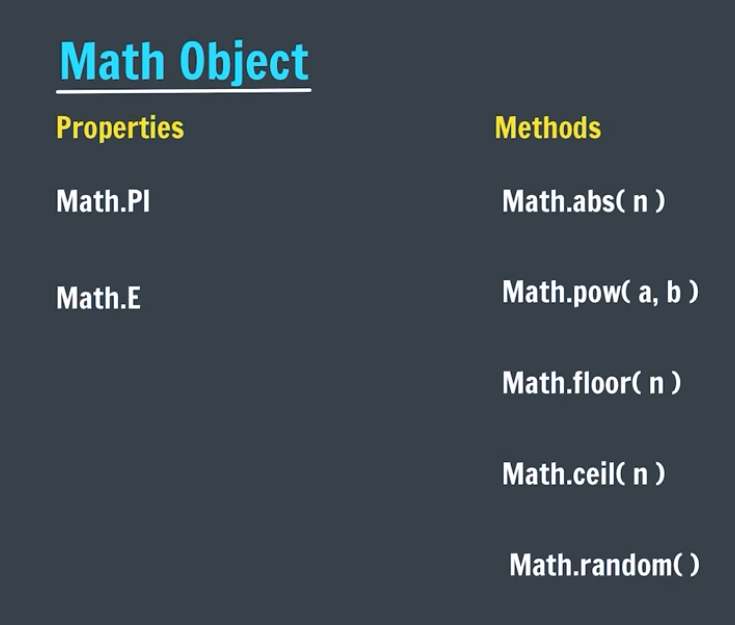 Math Object
Properties
Methods
Math.PI
Math.abs( n )
Math.E
Math.pow( a, b )
Math.floor( n )
Math.ceil( n )
Math.random( )